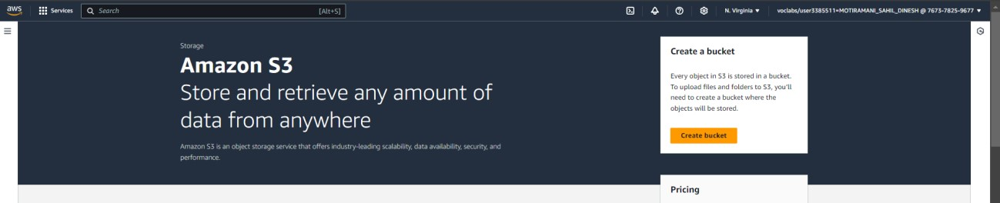 aws Services Search [Alt+S] N. Virginia ▼ voclabs/user3385511=MOTIRAMANI_SAHIL_DINESH @ 7673-7825-9677 ▼
Storage
Amazon S3
Store and retrieve any amount of
data from anywhere
Amazon S3 is an object storage service that offers industry-leading scalability, data availability, security, and
performance.
Create a bucket
Every object in S3 is stored in a bucket.
To upload files and folders to S3, you'll
need to create a bucket where the
objects will be stored.
Create bucket
Pricing